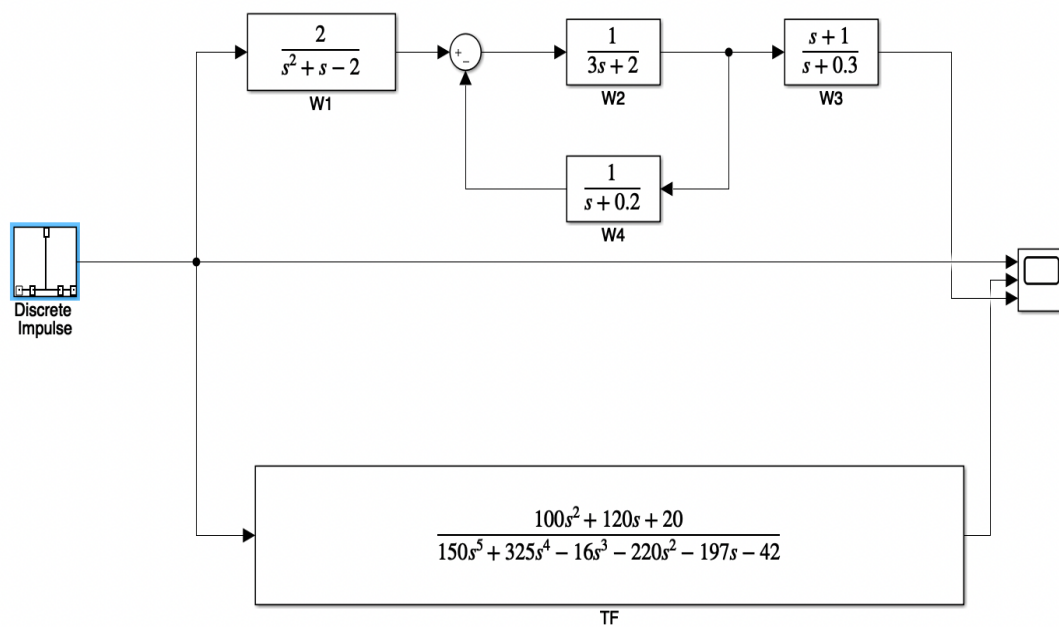 2
s² + s − 2
W1
+
−
1
3s + 2
W2
s + 1
s + 0.3
W3
1
s + 0.2
W4
Discrete
Impulse
100s² + 120s + 20
150s⁵ + 325s⁴ − 16s³ − 220s² − 197s − 42
TF